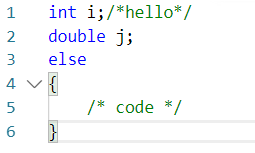 1 int i;/*hello*/
2 double j;
3 else
4 {
5     /* code */
6 }